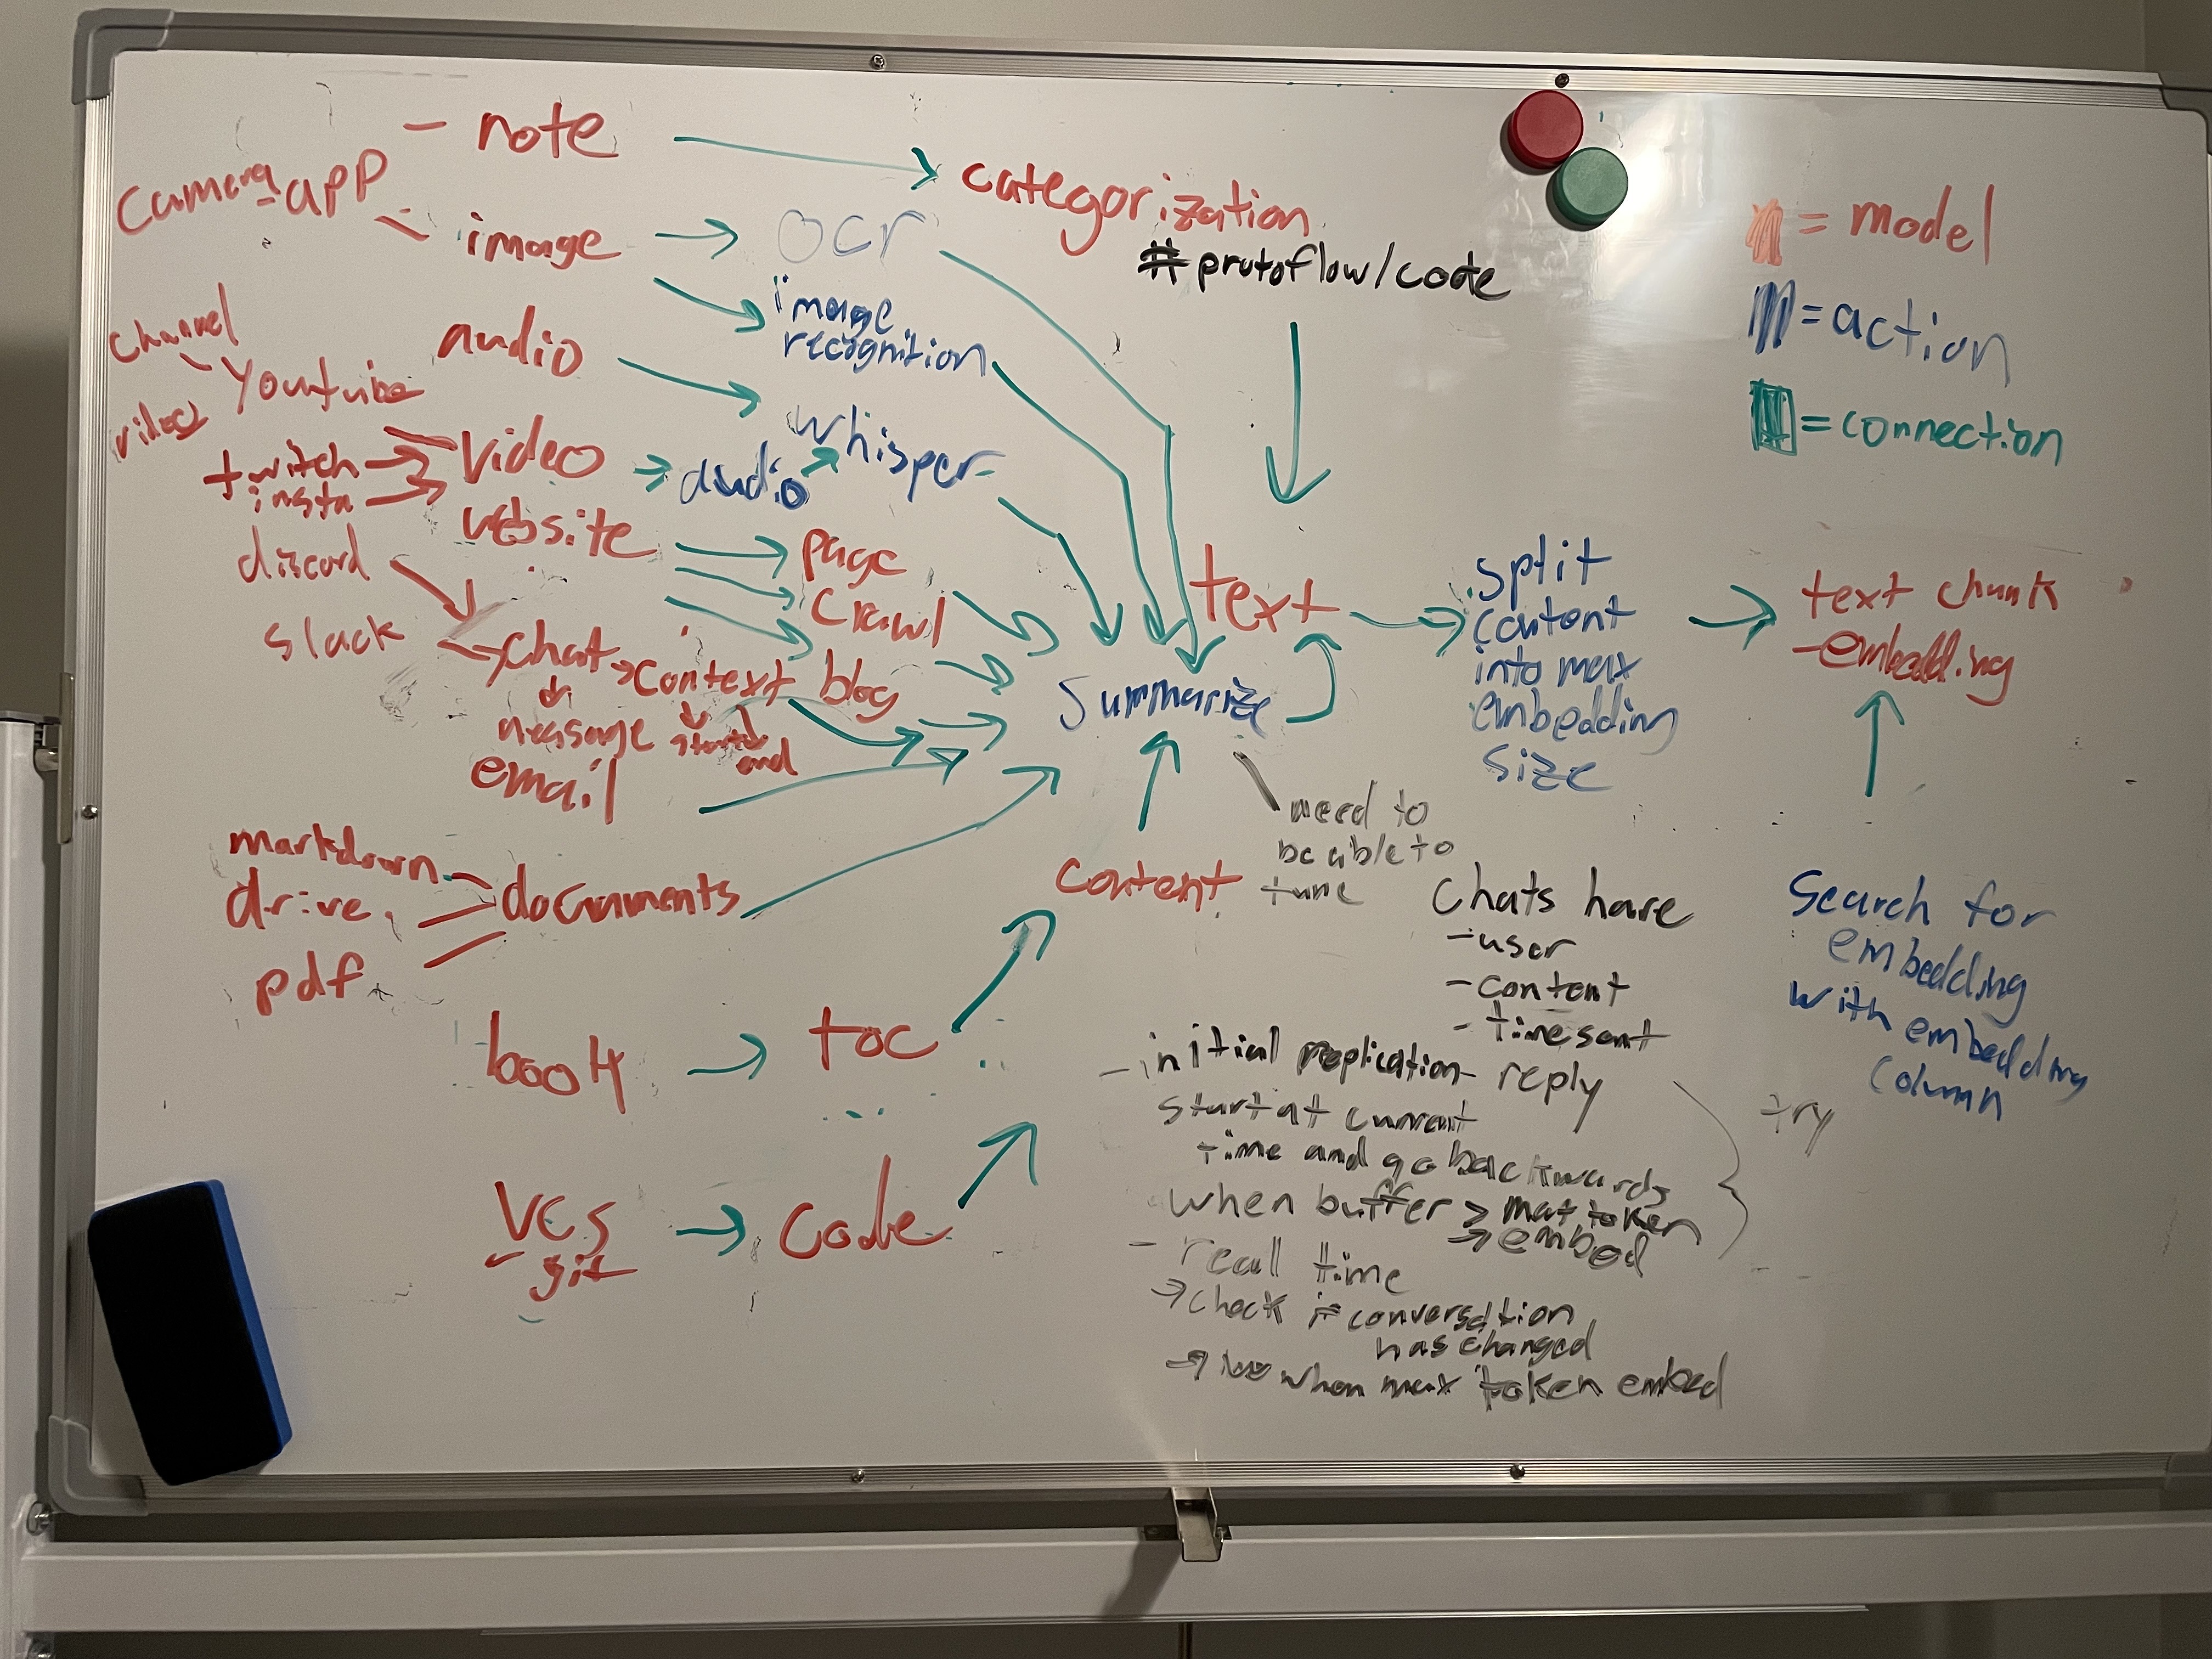 - note
camera app
- image
channel
- Youtube
video
audio
twitch
insta
video
website
discord
slack
chat
context
message
start
end
email
markdown
drive
pdf
documents
book
toc
VCS
- git
code
categorization
#protoflow/code
ocr
image
recognition
whisper
audio
page
crawl
blog
Summarize
text
content
need to
be able to
tune
split
content
into max
embedding
size
text chunk
- embedding
= model
= action
= connection
Search for
embedding
with embedding
column
Chats have
- user
- content
- time sent
- reply
- initial replication
start at current
time and go backwards
when buffer > max token
→ embed
try
- reall time
→ check if conversation
has changed
→ when max token embed